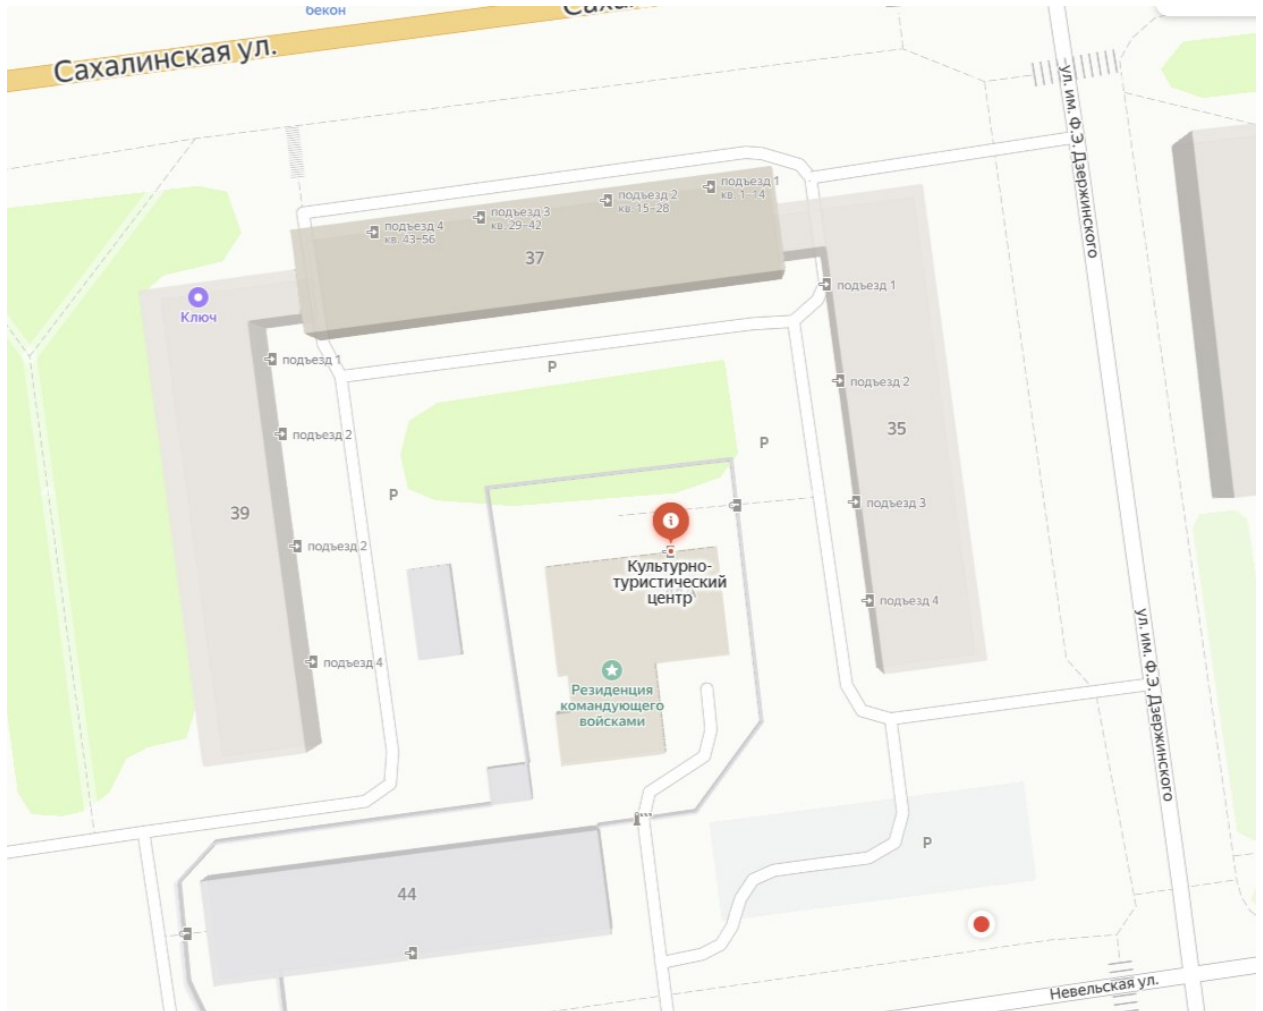 бекон
Сахалинская ул.
ул. им. Ф.Э. Дзержинского
подъезд 1
кв. 1–14
подъезд 2
кв. 15–28
подъезд 3
кв. 29–42
подъезд 4
кв. 43–56
37
Ключ
подъезд 1
подъезд 1
P
подъезд 2
подъезд 2
35
P
39
P
подъезд 3
подъезд 2
Культурно-
туристический
центр
подъезд 4
подъезд 4
Резиденция
командующего
войсками
ул. им. Ф.Э. Дзержинского
P
44
Невельская ул.